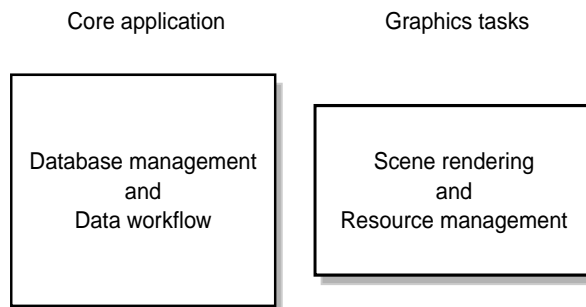 Core application
Graphics tasks
Database management
and
Data workflow
Scene rendering
and
Resource management